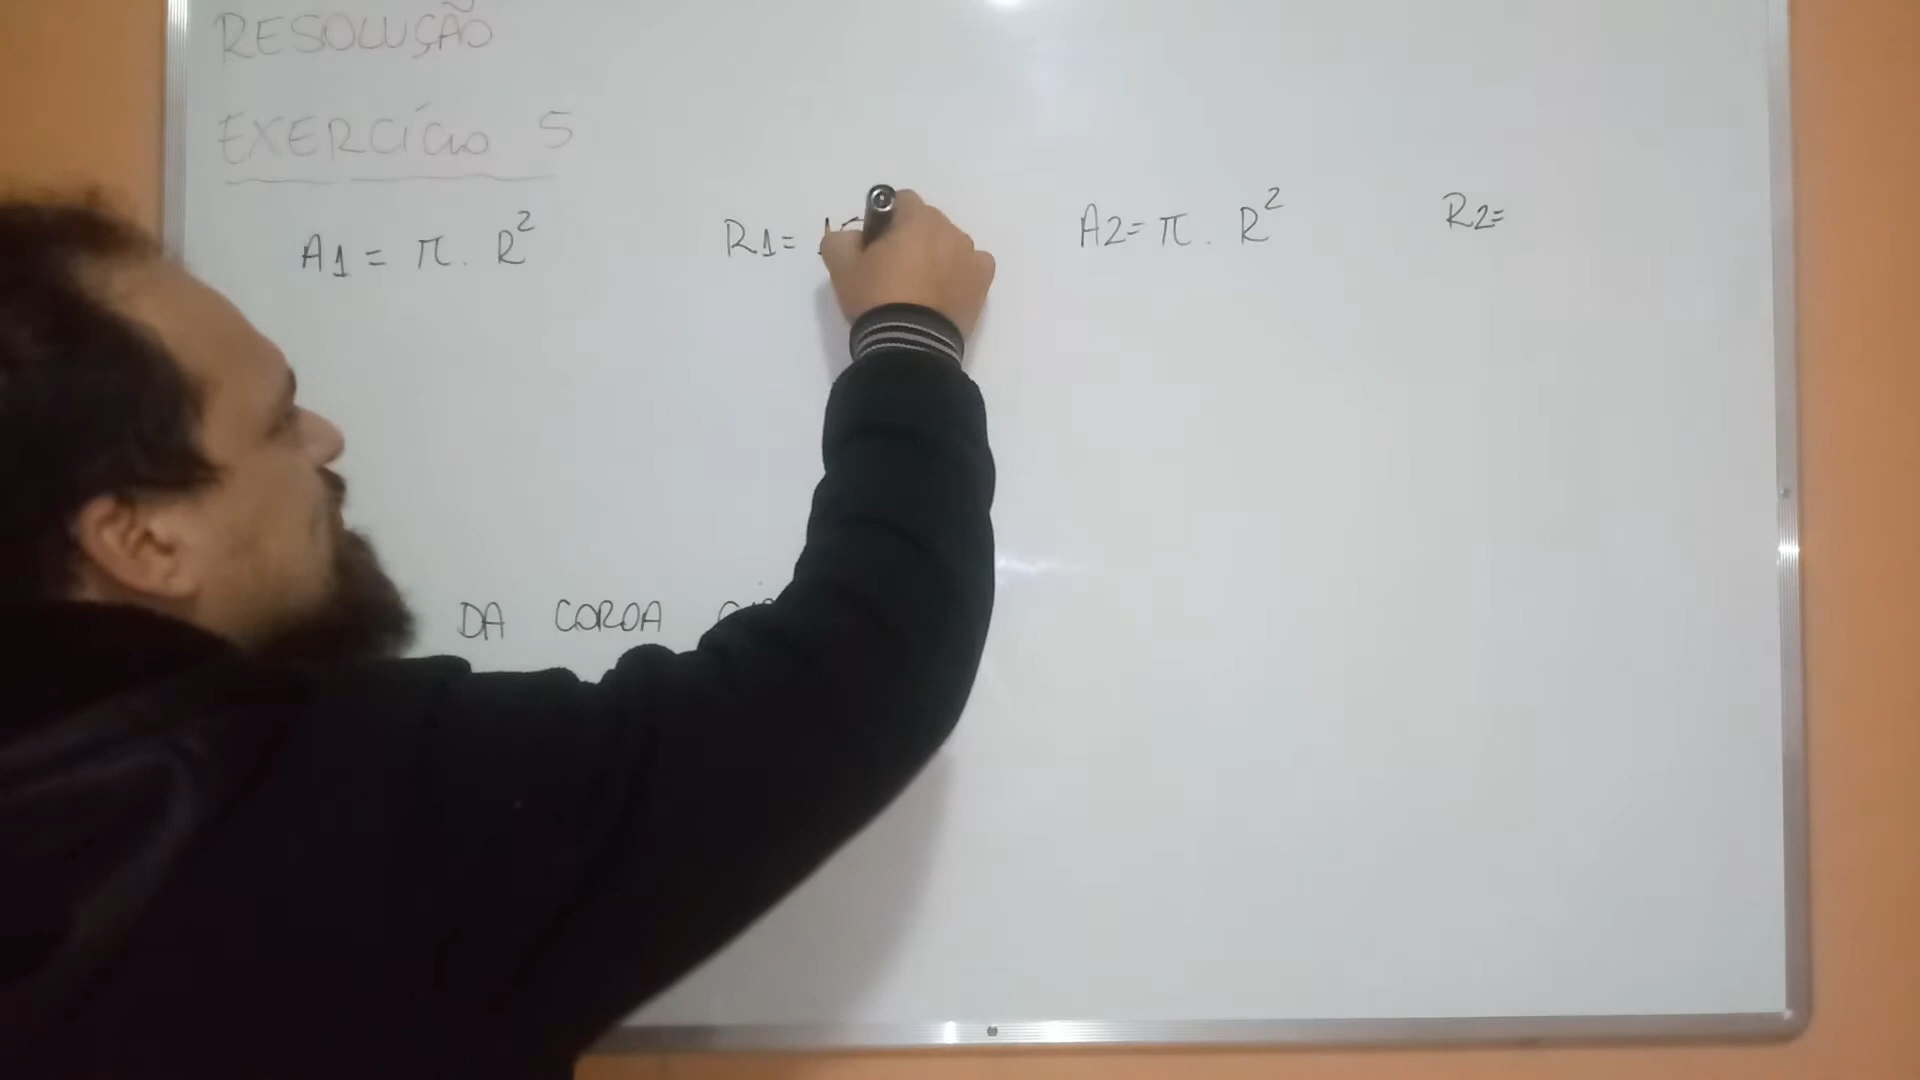 RESOLUÇÃO
EXERCÍCIO 5
A1 = π . R²
R1=
A2= π . R²
R2=
DA COROA